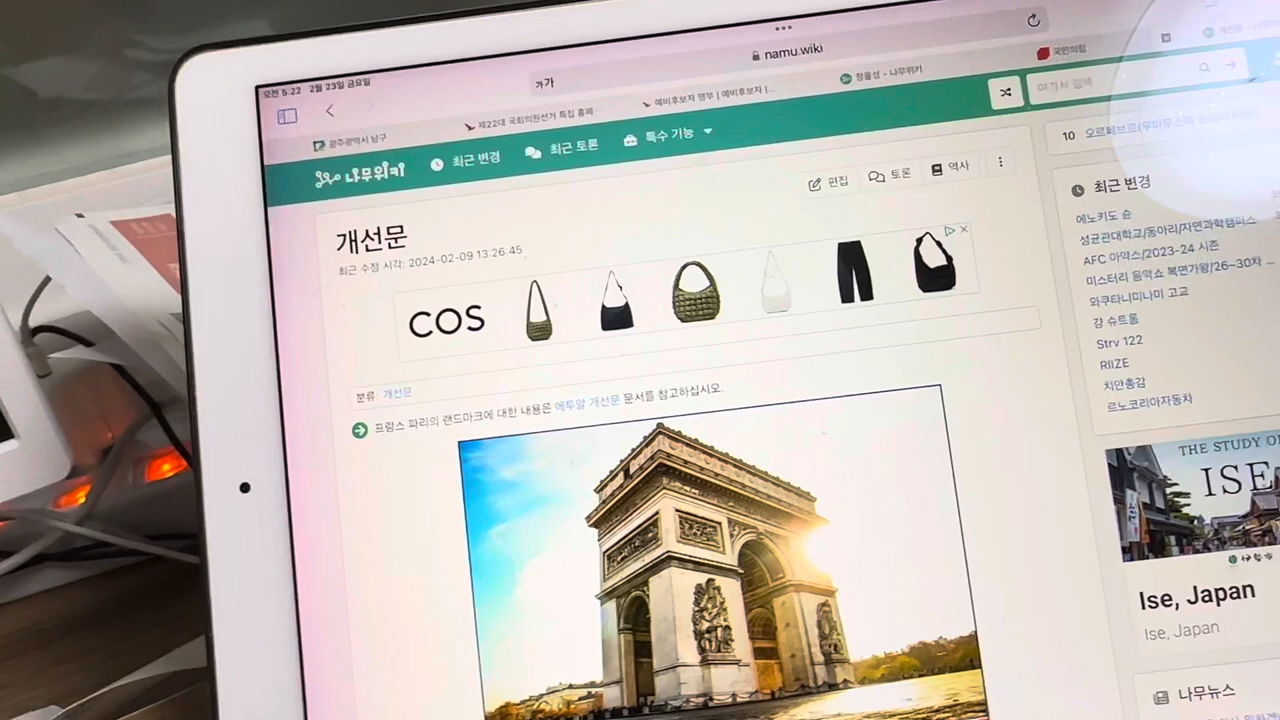 오전 5:22 2월 23일 금요일
가가
namu.wiki
광주광역시 남구
제22대 국회의원선거 특집 홈페
예비후보자 명부 | 예비후보자 |...
정율성 - 나무위키
국민의힘
나무위키
최근 변경
최근 토론
특수 기능
여기서 검색
개선문
최근 수정 시각: 2024-02-09 13:26:45
편집
토론
역사
COS
분류: 개선문
프랑스 파리의 랜드마크에 대한 내용은 에투알 개선문 문서를 참고하십시오.
10
최근 변경
에노키도 슌
성균관대학교/동아리/자연과학캠퍼스
AFC 아약스/2023-24 시즌
미스터리 음악쇼 복면가왕/26~30차 ...
와쿠타니미나미 고교
강 슈트롬
Strv 122
RIIZE
치안총감
르노코리아자동차
THE STUDY O
ISE
Ise, Japan
Ise, Japan
나무뉴스